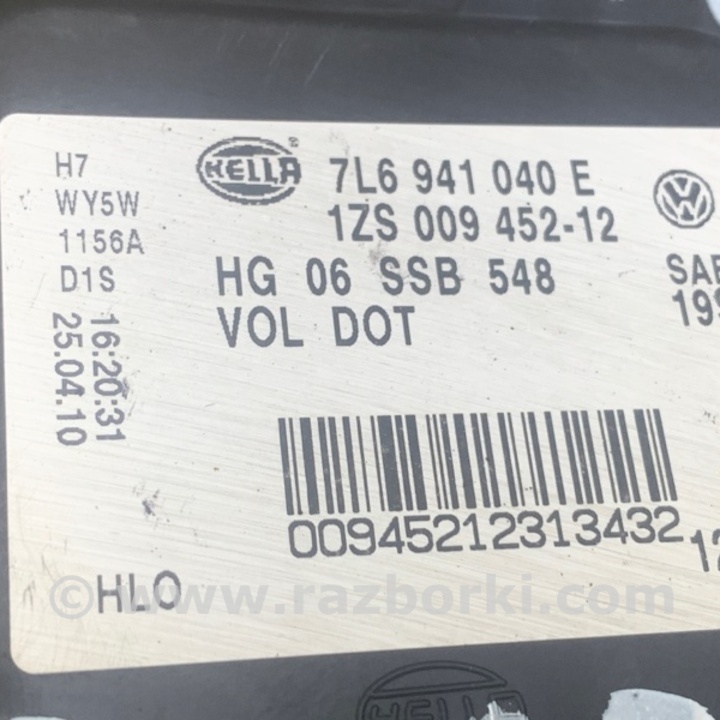 H7
WY5W
1156A
D1S
16:20:31
25.04.10
HELLA
®
7L6 941 040 E
1ZS 009 452-12
HG 06 SSB 548
VOL DOT
00945212313432
HLO
© www.razborki.com
HELLA